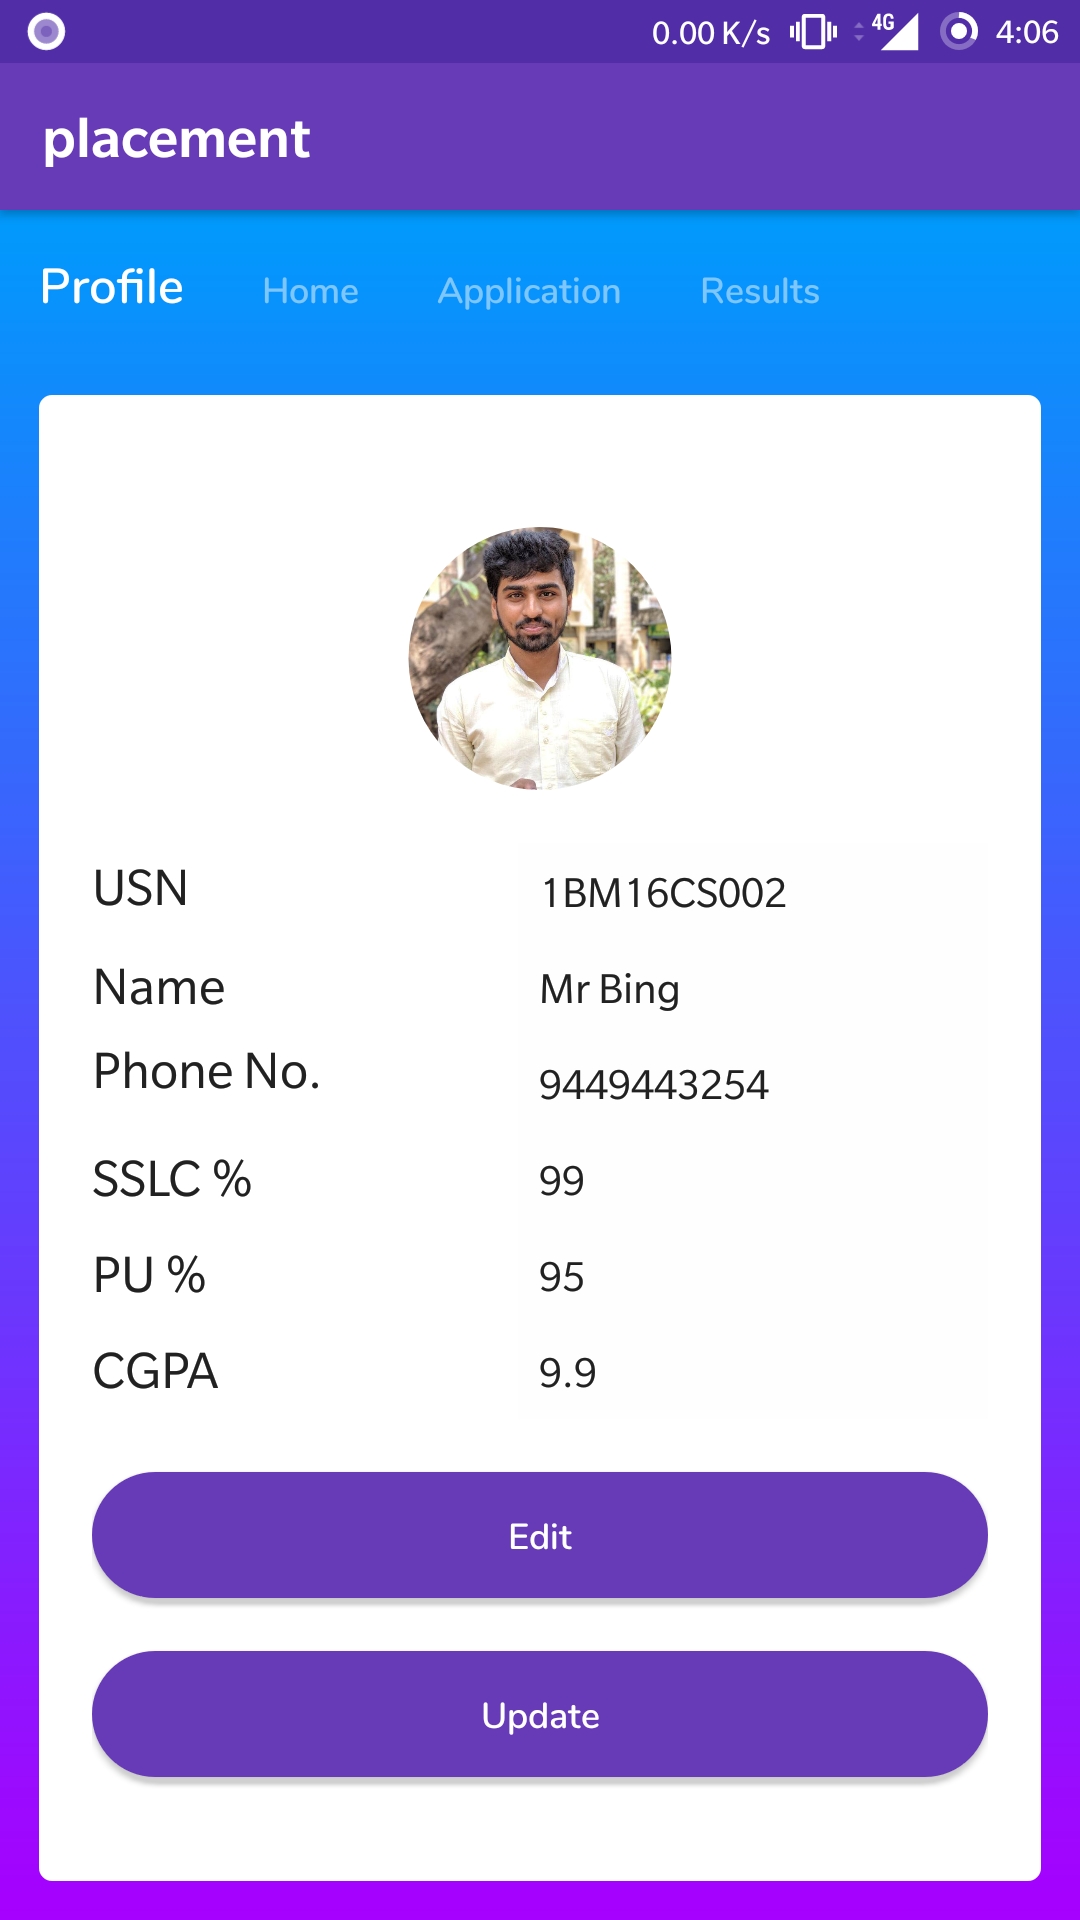 0.00 K/s 4G 4:06
placement
Profile Home Application Results
USN 1BM16CS002
Name Mr Bing
Phone No. 9449443254
SSLC % 99
PU % 95
CGPA 9.9
Edit
Update